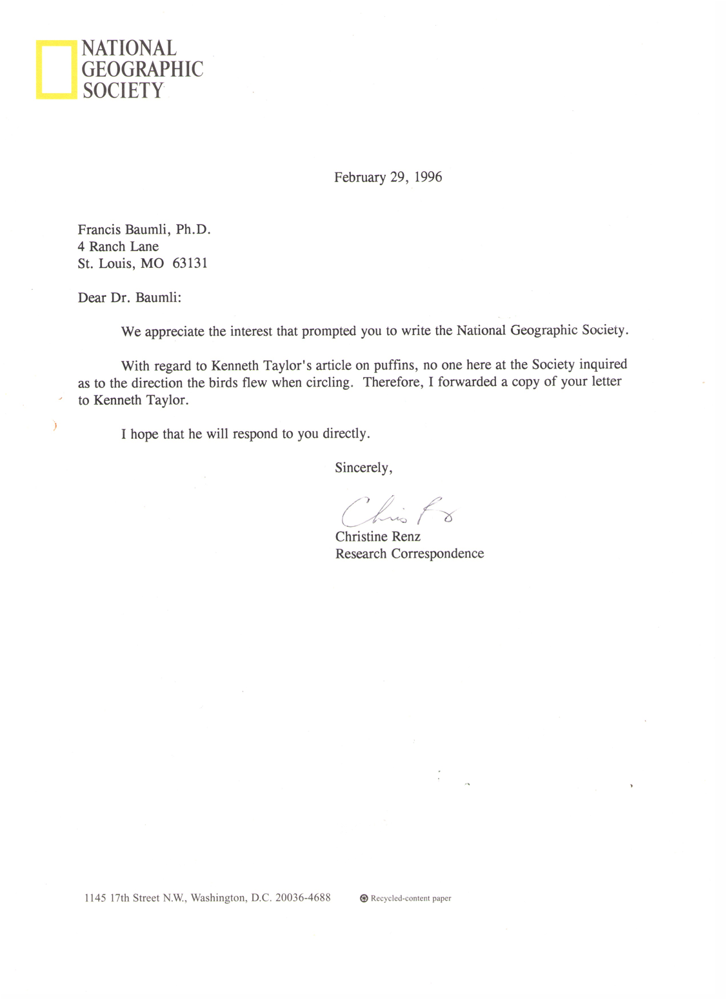 NATIONAL
GEOGRAPHIC
SOCIETY
February 29, 1996
Francis Baumli, Ph.D.
4 Ranch Lane
St. Louis, MO 63131
Dear Dr. Baumli:
We appreciate the interest that prompted you to write the National Geographic Society.
With regard to Kenneth Taylor's article on puffins, no one here at the Society inquired
as to the direction the birds flew when circling. Therefore, I forwarded a copy of your letter
to Kenneth Taylor.
I hope that he will respond to you directly.
Sincerely,
Chris
Christine Renz
Research Correspondence
1145 17th Street N.W., Washington, D.C. 20036-4688 Recycled-content paper